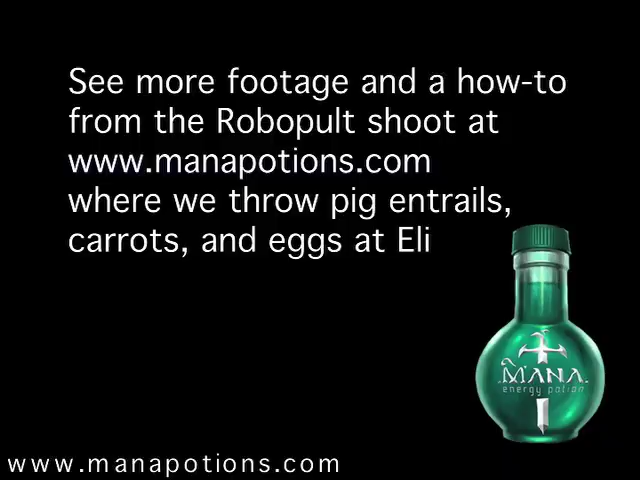 See more footage and a how-to
from the Robopult shoot at
www.manapotions.com
where we throw pig entrails,
carrots, and eggs at Eli
MANA
energy potion
www.manapotions.com